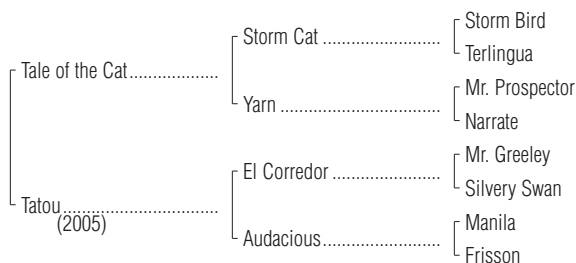 Storm Bird
Storm Cat ........................
Terlingua
Tale of the Cat..................
Mr. Prospector
Yarn ................................
Narrate
Mr. Greeley
El Corredor ......................
Silvery Swan
Tatou................................
(2005)
Manila
Audacious........................
Frisson